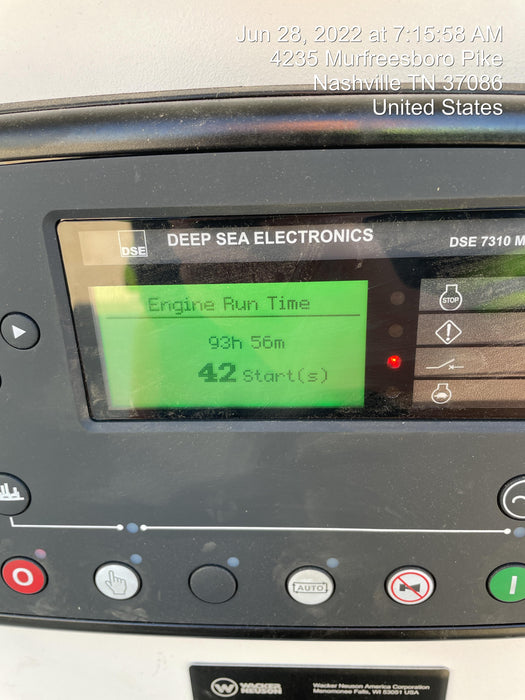 Jun 28, 2022 at 7:15:58 AM
4235 Murfreesboro Pike
Nashville TN 37086
United States
DSE
DEEP SEA ELECTRONICS
DSE 7310 M
Engine Run Time
93h 56m
42 Start(s)
STOP
O
AUTO
I
WACKER
NEUSON
Wacker Neuson America Corporation
Menomonee Falls, WI 53051 USA